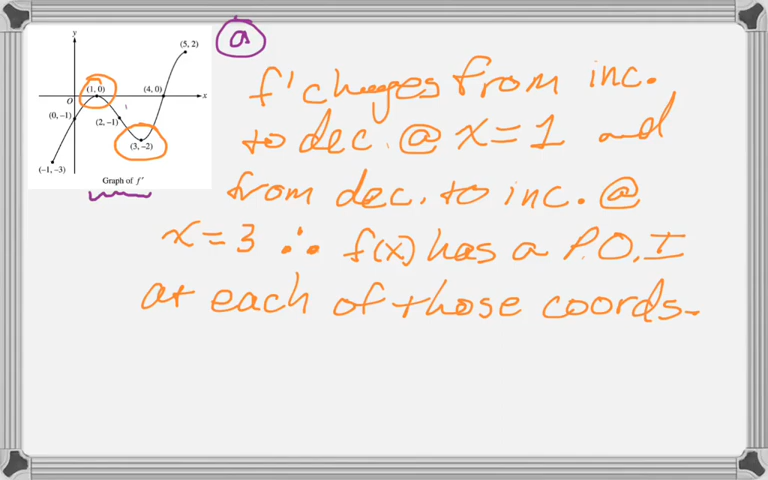 a
y
(5, 2)
(1, 0)
(4, 0)
x
O
(0, −1)
(2, −1)
(3, −2)
(−1, −3)
Graph of f′
f' changes from inc.
to dec. @ x=1 and
from dec. to inc. @
x=3 ∴ f(x) has a P.O.I
at each of those coords.